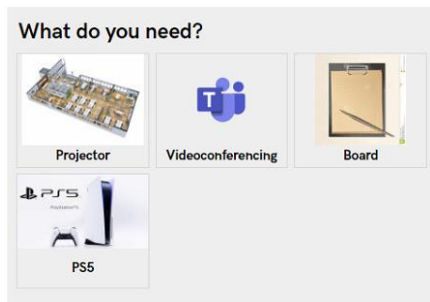 What do you need?
Projector
T
Videoconferencing
Board
PS5
PlayStation 5
PS5